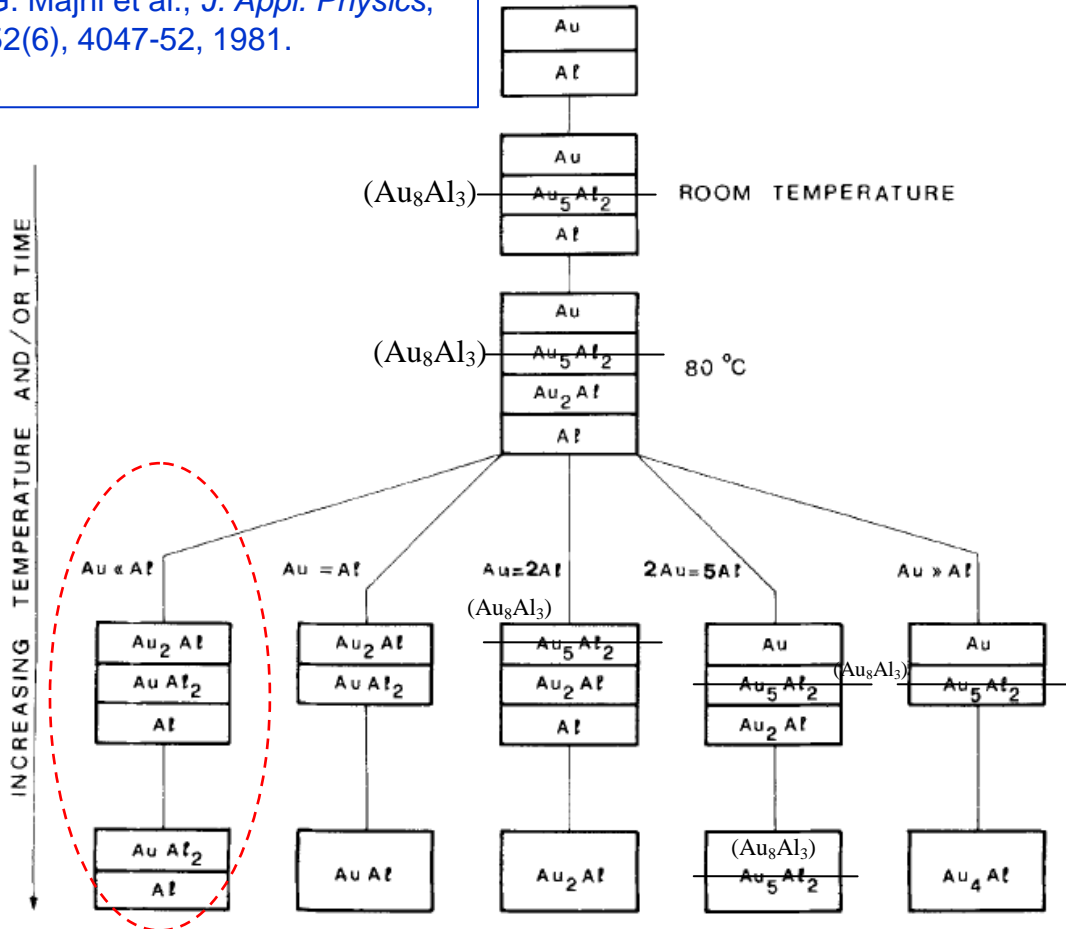 G. Majni et al., J. Appl. Physics,
52(6), 4047-52, 1981.
Au
Al
Au
(Au₈Al₃) Au₅Al₂ ROOM TEMPERATURE
Al
Au
(Au₈Al₃) Au₅Al₂ 80 °C
Au₂Al
Al
INCREASING TEMPERATURE AND/OR TIME
Au « Al Au = Al Au=2Al 2Au=5Al Au » Al
(Au₈Al₃)
Au₂Al Au₂Al Au₅Al₂ Au Au
(Au₈Al₃)
AuAl₂ AuAl₂ Au₂Al Au₅Al₂ Au₅Al₂
Al Al Au₂Al
(Au₈Al₃)
AuAl₂ AuAl Au₂Al Au₅Al₂ Au₄Al
Al